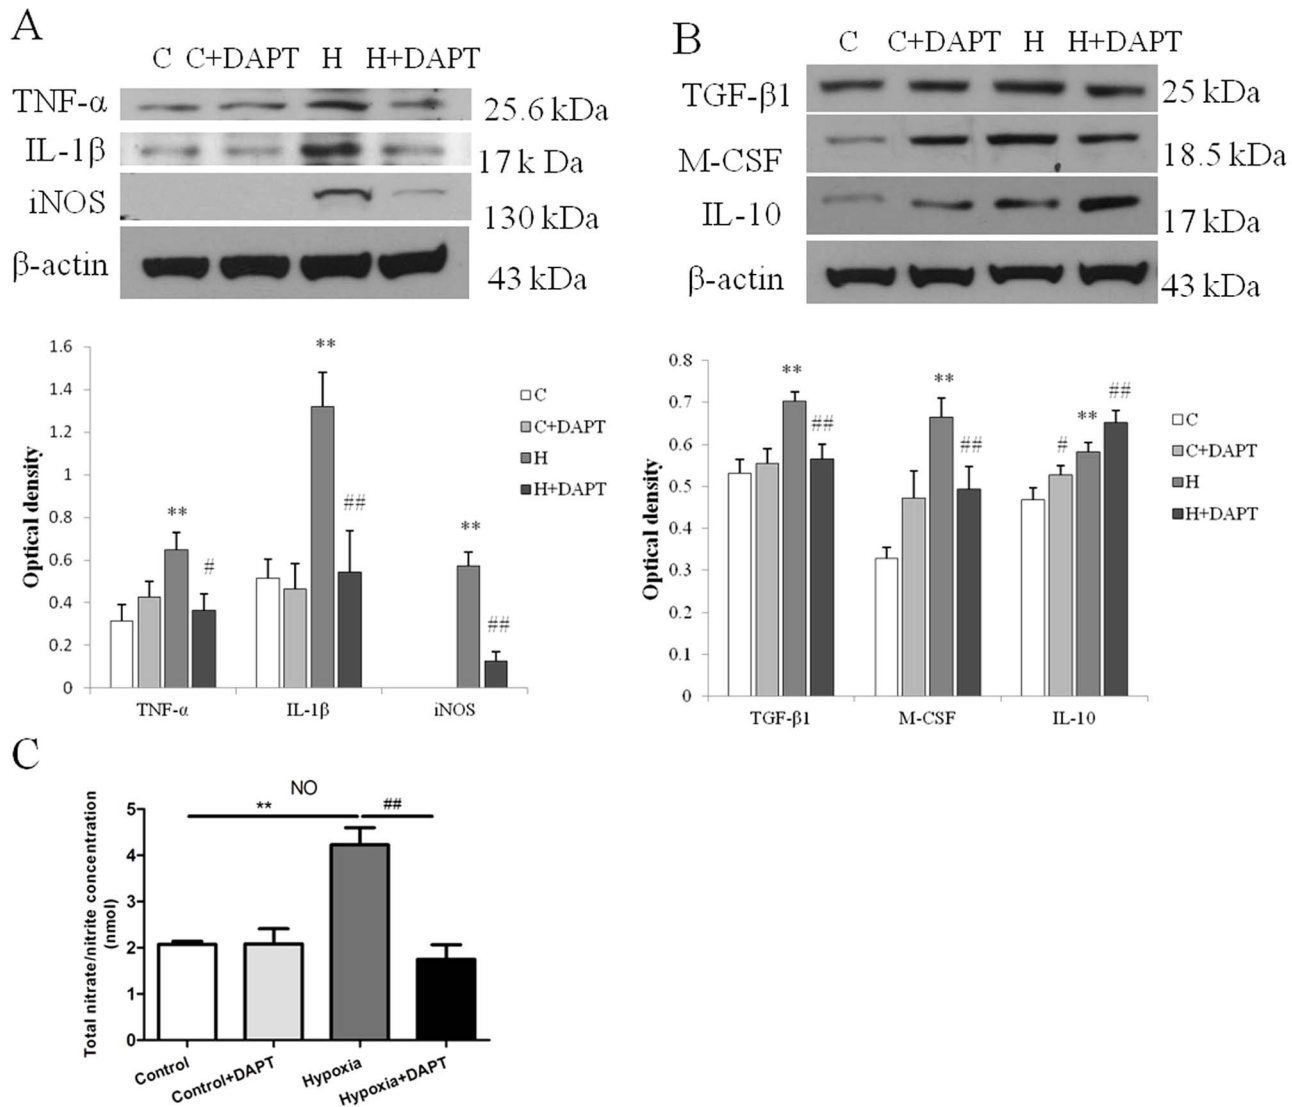 A
C C+DAPT H H+DAPT
TNF-α 25.6 kDa
IL-1β 17 k Da
iNOS 130 kDa
β-actin 43 kDa
B
C C+DAPT H H+DAPT
TGF-β1 25 kDa
M-CSF 18.5 kDa
IL-10 17 kDa
β-actin 43 kDa
Optical density
1.6
1.4
1.2
1
0.8
0.6
0.4
0.2
0
**
#
**
##
**
##
TNF-α IL-1β iNOS
C
C+DAPT
H
H+DAPT
Optical density
0.8
0.7
0.6
0.5
0.4
0.3
0.2
0.1
0
**
##
**
##
#
**
##
TGF-β1 M-CSF IL-10
C
C+DAPT
H
H+DAPT
C
NO
** ##
Total nitrate/nitrite concentration
(nmol)
5
4
3
2
1
0
Control Control+DAPT Hypoxia Hypoxia+DAPT